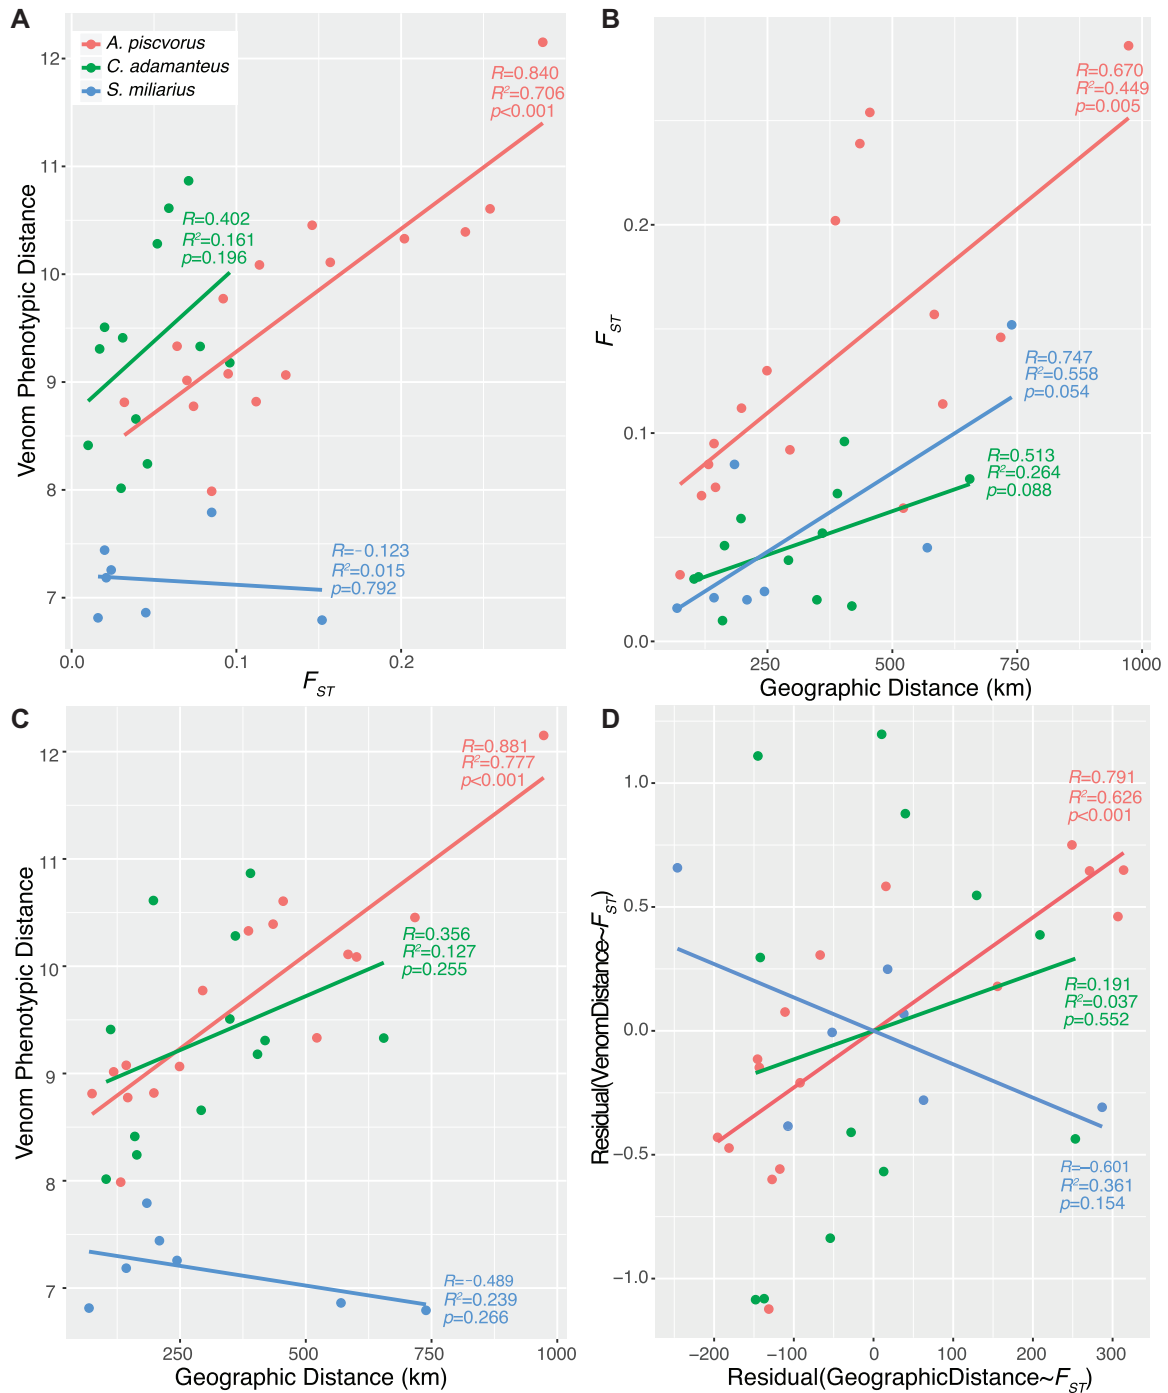 A
A. piscvorus
C. adamanteus
S. miliarius
R=0.840
R²=0.706
p<0.001
R=0.402
R²=0.161
p=0.196
R=−0.123
R²=0.015
p=0.792
12
11
10
9
8
7
0.0
0.1
0.2
Venom Phenotypic Distance
FST
B
R=0.670
R²=0.449
p=0.005
R=0.747
R²=0.558
p=0.054
R=0.513
R²=0.264
p=0.088
0.2
0.1
0.0
250
500
750
1000
FST
Geographic Distance (km)
C
R=0.881
R²=0.777
p<0.001
R=0.356
R²=0.127
p=0.255
R=−0.489
R²=0.239
p=0.266
12
11
10
9
8
7
250
500
750
1000
Venom Phenotypic Distance
Geographic Distance (km)
D
R=0.791
R²=0.626
p<0.001
R=0.191
R²=0.037
p=0.552
R=−0.601
R²=0.361
p=0.154
1.0
0.5
0.0
−0.5
−1.0
−200
−100
0
100
200
300
Residual(VenomDistance~FST)
Residual(GeographicDistance~FST)